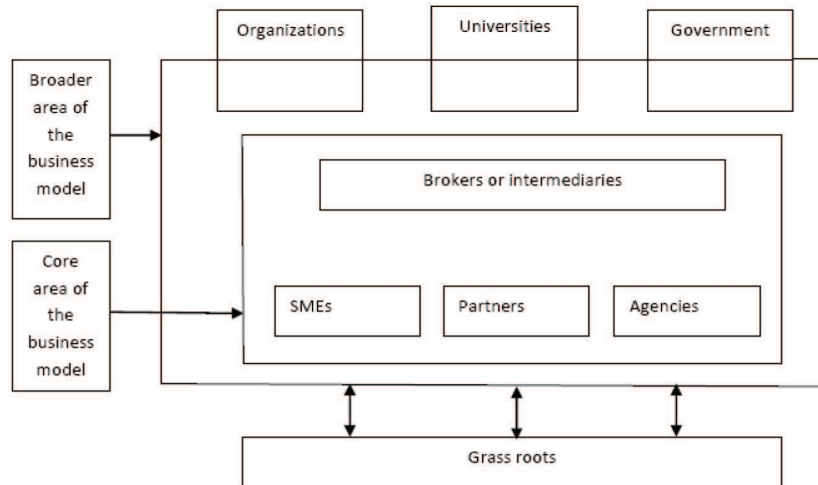 Organizations
Universities
Government
Broader
area of
the
business
model
Brokers or intermediaries
Core
area of
the
business
model
SMEs
Partners
Agencies
Grass roots